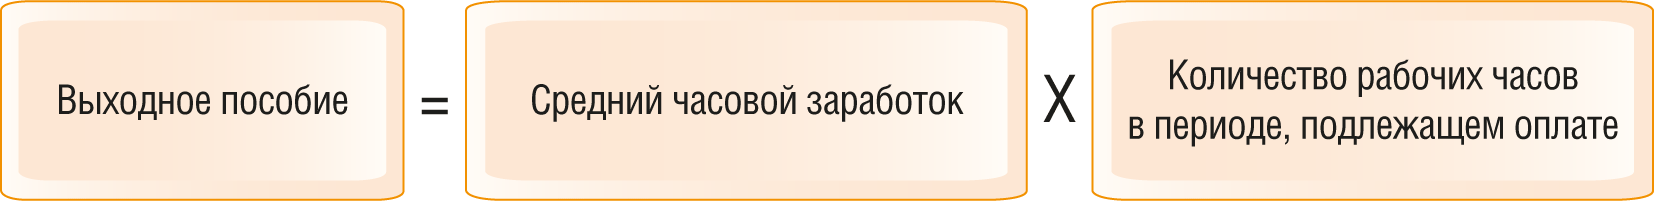 Выходное пособие = Средний часовой заработок X Количество рабочих часов
в периоде, подлежащем оплате